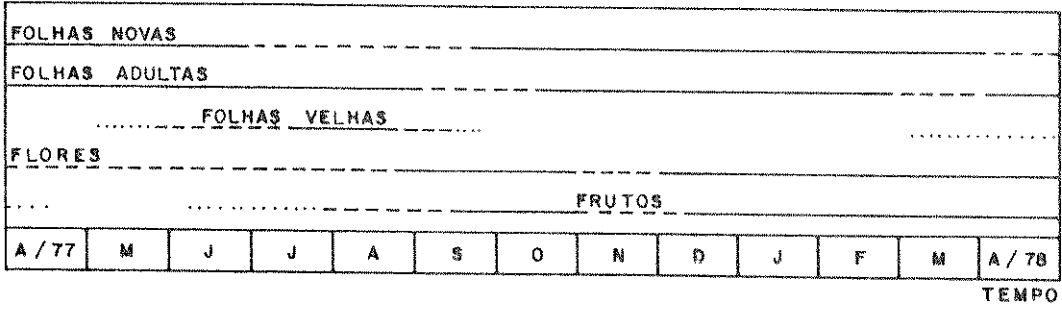 FOLHAS NOVAS
FOLHAS ADULTAS
FOLHAS VELHAS
FLORES
FRUTOS
A / 77 M J J A S O N D J F M A / 78
TEMPO